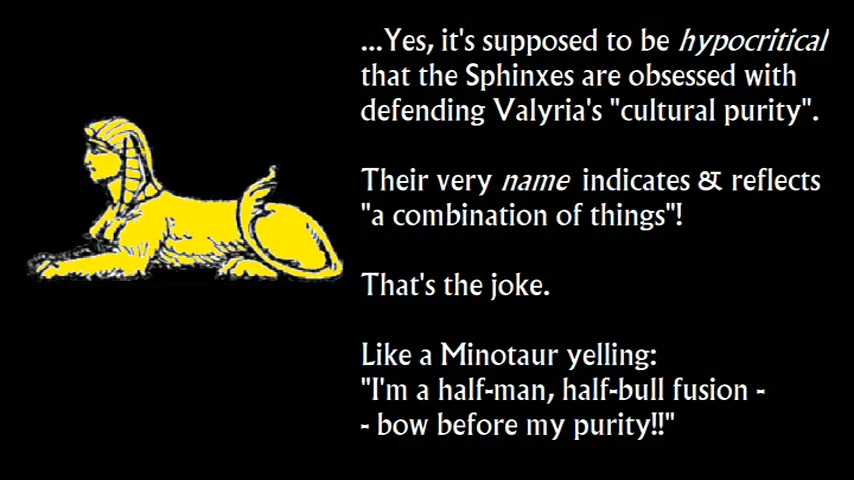 ...Yes, it's supposed to be hypocritical
that the Sphinxes are obsessed with
defending Valyria's "cultural purity".
Their very name indicates & reflects
"a combination of things"!
That's the joke.
Like a Minotaur yelling:
"I'm a half-man, half-bull fusion -
- bow before my purity!!"